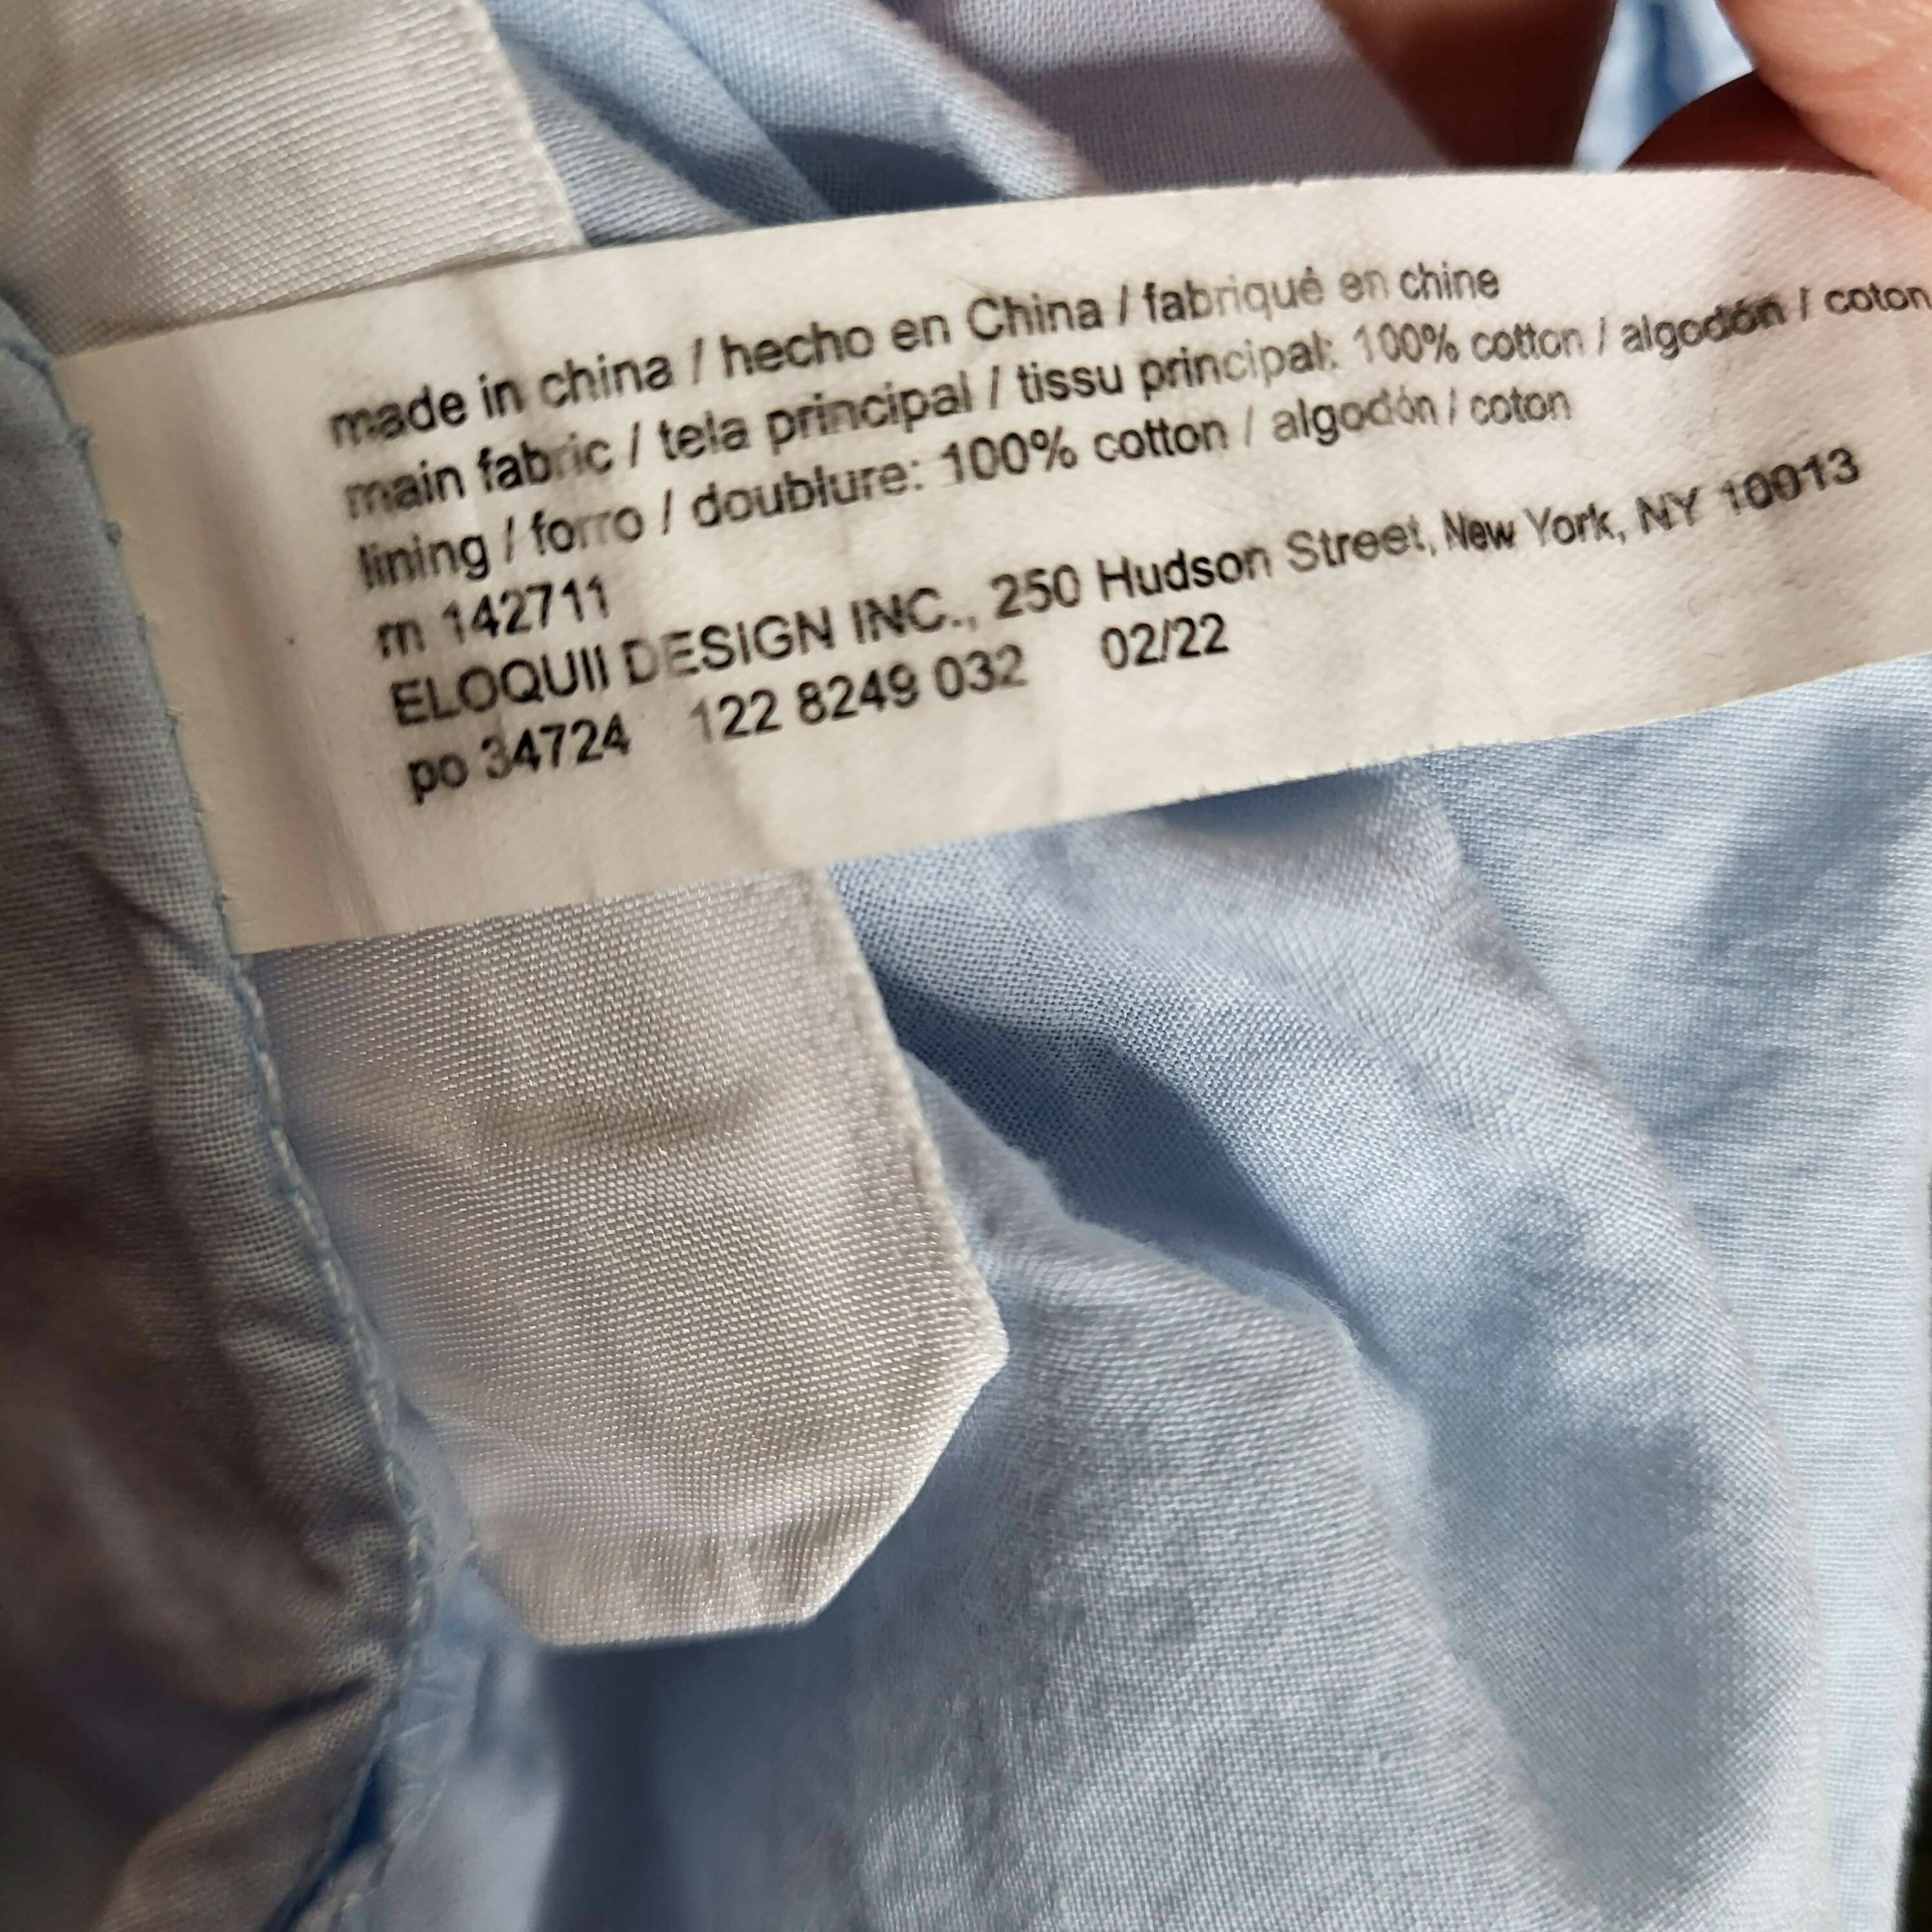 made in china / hecho en China / fabriqué en chine
main fabric / tela principal / tissu principal: 100% cotton / algodón / coton
lining / forro / doublure: 100% cotton / algodón / coton
m 142711
ELOQUII DESIGN INC., 250 Hudson Street, New York, NY 10013
po 34724 122 8249 032 02/22